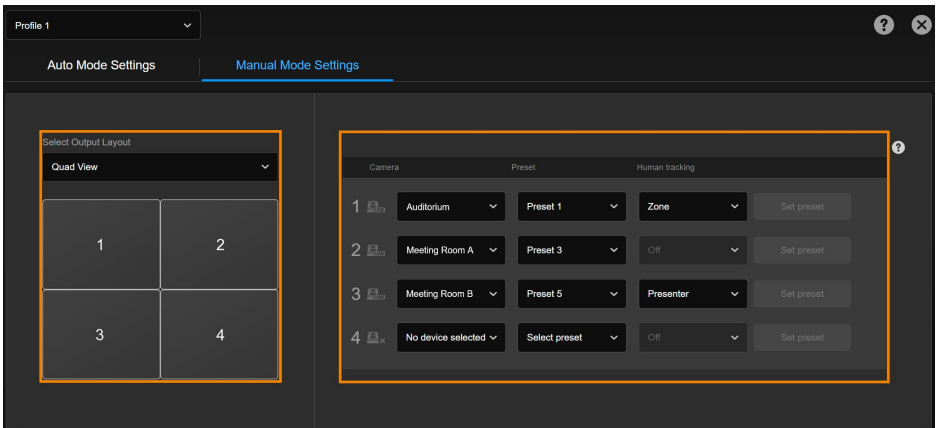 Profile 1
Auto Mode Settings Manual Mode Settings
Select Output Layout
Quad View
1 2
3 4
Camera Preset Human tracking
1 Auditorium Preset 1 Zone Set preset
2 Meeting Room A Preset 3 Off Set preset
3 Meeting Room B Preset 5 Presenter Set preset
4 No device selected Select preset Off Set preset